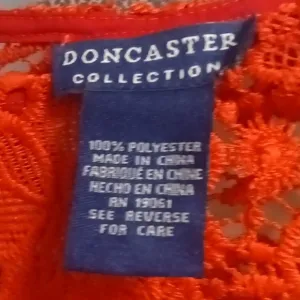 DONCASTER
COLLECTION
100% POLYESTER
MADE IN CHINA
FABRIQUÉ EN CHINE
HECHO EN CHINA
RN 19061
SEE REVERSE
FOR CARE